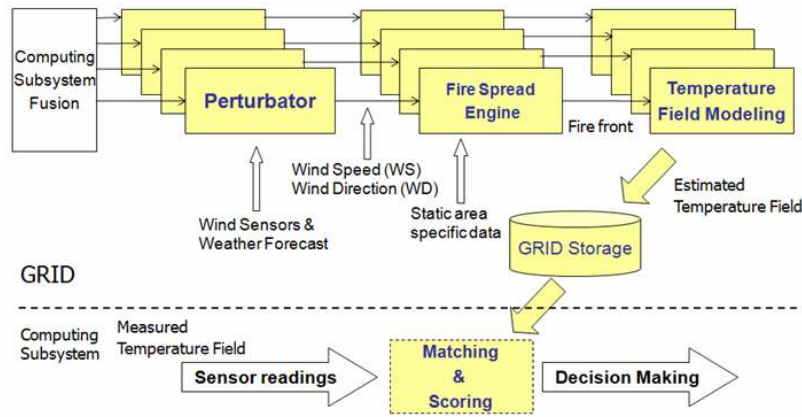 Computing
Subsystem
Fusion
Perturbator
Fire Spread
Engine
Fire front
Temperature
Field Modeling
Wind Speed (WS)
Wind Direction (WD)
Wind Sensors &
Weather Forecast
Static area
specific data
Estimated
Temperature Field
GRID Storage
GRID
Computing
Subsystem
Measured
Temperature Field
Sensor readings
Matching
&
Scoring
Decision Making